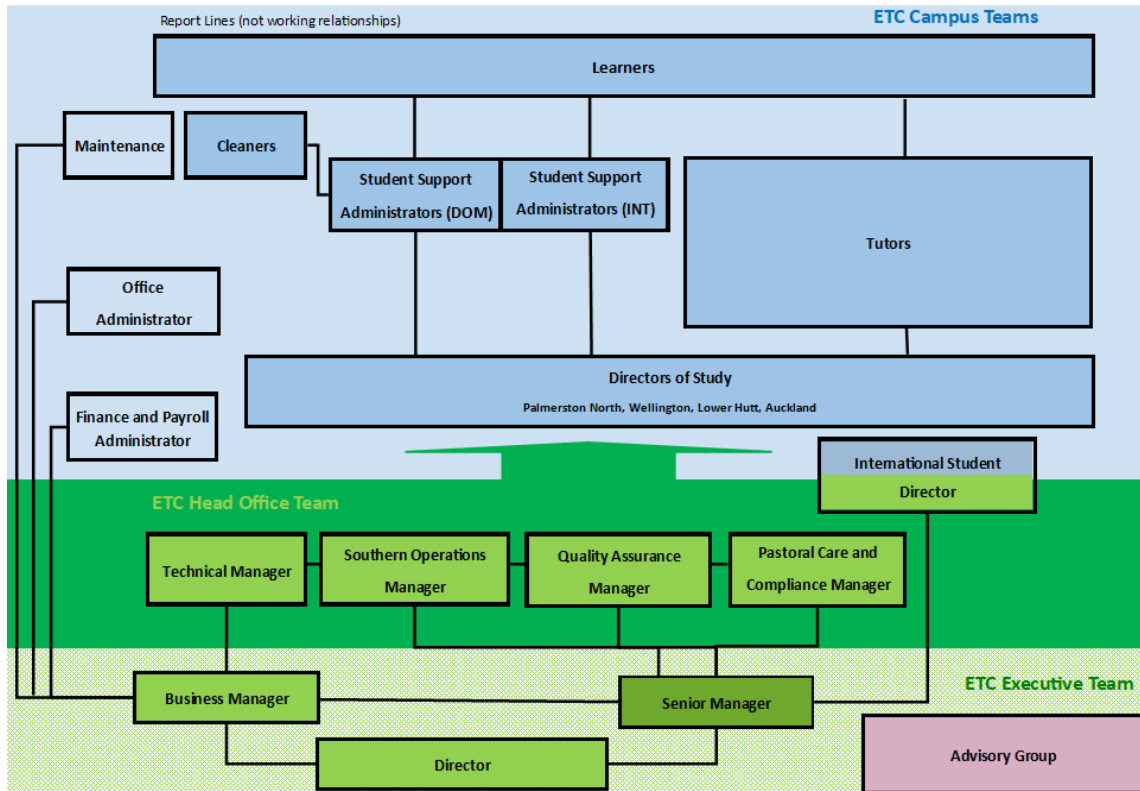 Report Lines (not working relationships)
ETC Campus Teams
Learners
Maintenance
Cleaners
Student Support
Administrators (DOM)
Student Support
Administrators (INT)
Tutors
Office
Administrator
Directors of Study
Palmerston North, Wellington, Lower Hutt, Auckland
Finance and Payroll
Administrator
International Student
Director
ETC Head Office Team
Technical Manager
Southern Operations
Manager
Quality Assurance
Manager
Pastoral Care and
Compliance Manager
ETC Executive Team
Business Manager
Senior Manager
Director
Advisory Group